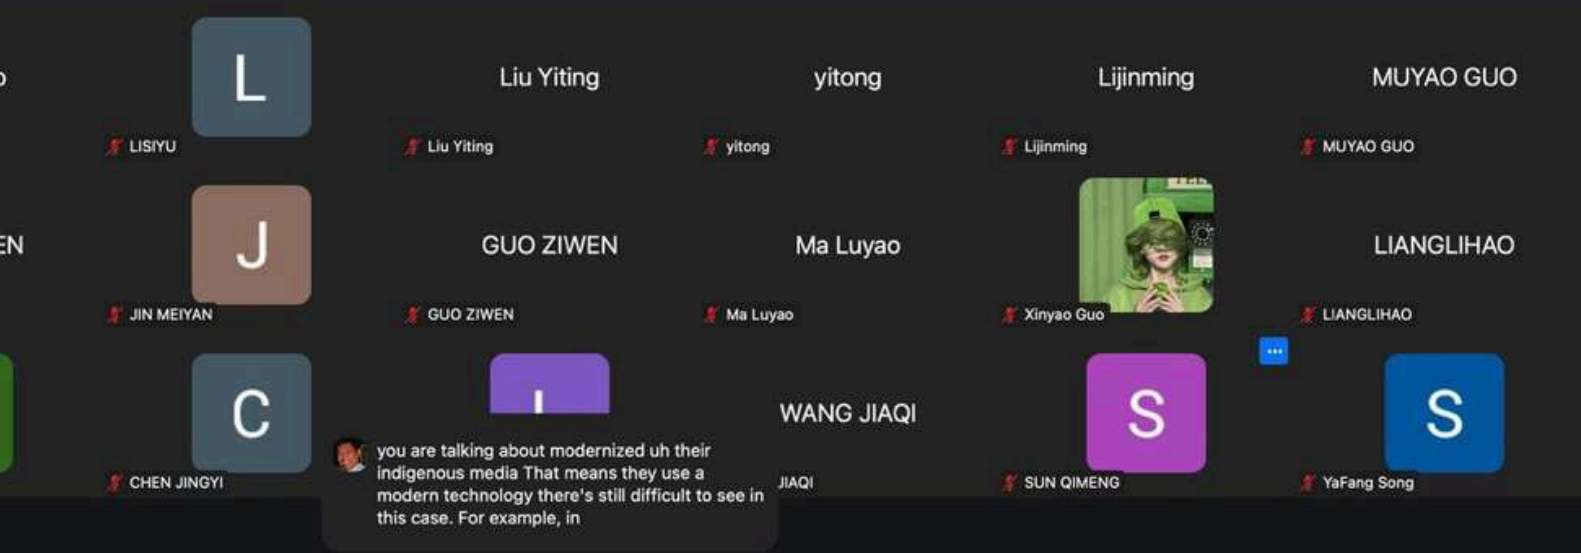 L
Liu Yiting
yitong
Lijinming
MUYAO GUO
LISIYU
Liu Yiting
yitong
Lijinming
MUYAO GUO
EN
J
GUO ZIWEN
Ma Luyao
LIANGLIHAO
JIN MEIYAN
GUO ZIWEN
Ma Luyao
Xinyao Guo
LIANGLIHAO
C
WANG JIAQI
S
S
CHEN JINGYI
JIAQI
SUN QIMENG
YaFang Song
you are talking about modernized uh their
indigenous media That means they use a
modern technology there's still difficult to see in
this case. For example, in